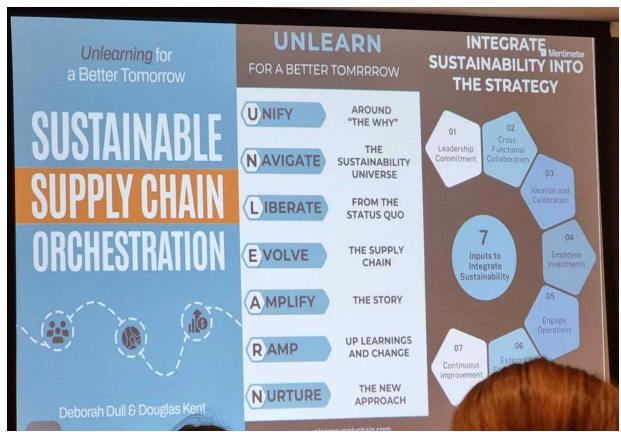 Unlearning for
a Better Tomorrow
SUSTAINABLE
SUPPLY CHAIN
ORCHESTRATION
Deborah Dull & Douglas Kent
UNLEARN
FOR A BETTER TOMRRROW
UNIFY AROUND
"THE WHY"
NAVIGATE THE
SUSTAINABILITY
UNIVERSE
LIBERATE FROM THE
STATUS QUO
EVOLVE THE SUPPLY
CHAIN
AMPLIFY THE STORY
RAMP UP LEARNINGS
AND CHANGE
NURTURE THE NEW
APPROACH
INTEGRATE
Mentimeter
SUSTAINABILITY INTO
THE STRATEGY
01
Leadership
Commitment
02
Cross-
Functional
Collaboration
03
Ideation and
Celebration
04
Employee
Investments
05
Engage
Operations
06
07
Continuous
Improvement
7
Inputs to
Integrate
Sustainability